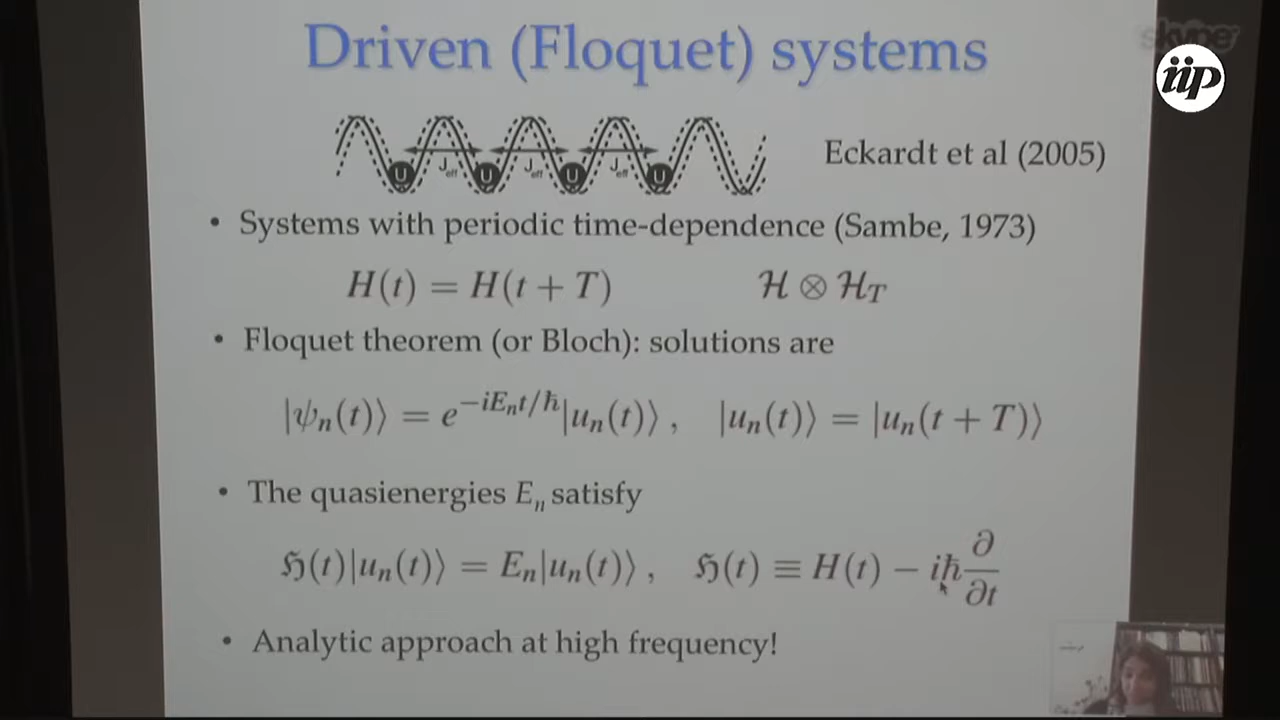 Driven (Floquet) systems
skype
iip
U J_eff U J_eff U J_eff U
Eckardt et al (2005)
• Systems with periodic time-dependence (Sambe, 1973)
H(t) = H(t + T) ℋ ⊗ ℋ_T
• Floquet theorem (or Bloch): solutions are
|ψ_n(t)⟩ = e^{−iE_n t/ħ}|u_n(t)⟩ , |u_n(t)⟩ = |u_n(t + T)⟩
• The quasienergies E_n satisfy
ℌ(t)|u_n(t)⟩ = E_n|u_n(t)⟩ , ℌ(t) ≡ H(t) − iħ ∂/∂t
• Analytic approach at high frequency!